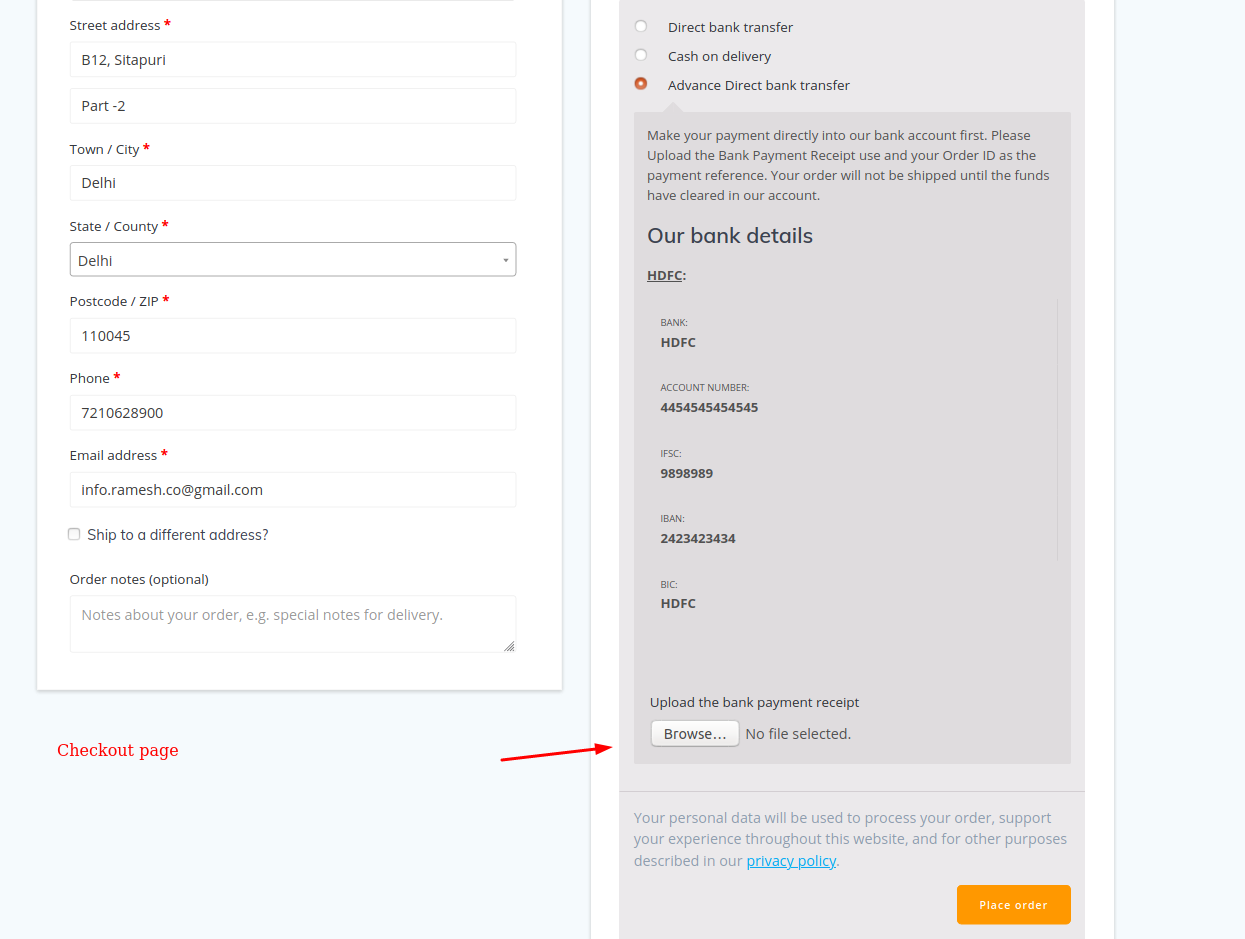 Street address *
B12, Sitapuri
Part -2
Town / City *
Delhi
State / County *
Delhi
Postcode / ZIP *
110045
Phone *
7210628900
Email address *
info.ramesh.co@gmail.com
Ship to a different address?
Order notes (optional)
Notes about your order, e.g. special notes for delivery.
Checkout page
Direct bank transfer
Cash on delivery
Advance Direct bank transfer
Make your payment directly into our bank account first. Please
Upload the Bank Payment Receipt use and your Order ID as the
payment reference. Your order will not be shipped until the funds
have cleared in our account.
Our bank details
HDFC:
BANK:
HDFC
ACCOUNT NUMBER:
4454545454545
IFSC:
9898989
IBAN:
2423423434
BIC:
HDFC
Upload the bank payment receipt
Browse... No file selected.
Your personal data will be used to process your order, support
your experience throughout this website, and for other purposes
described in our privacy policy.
Place order